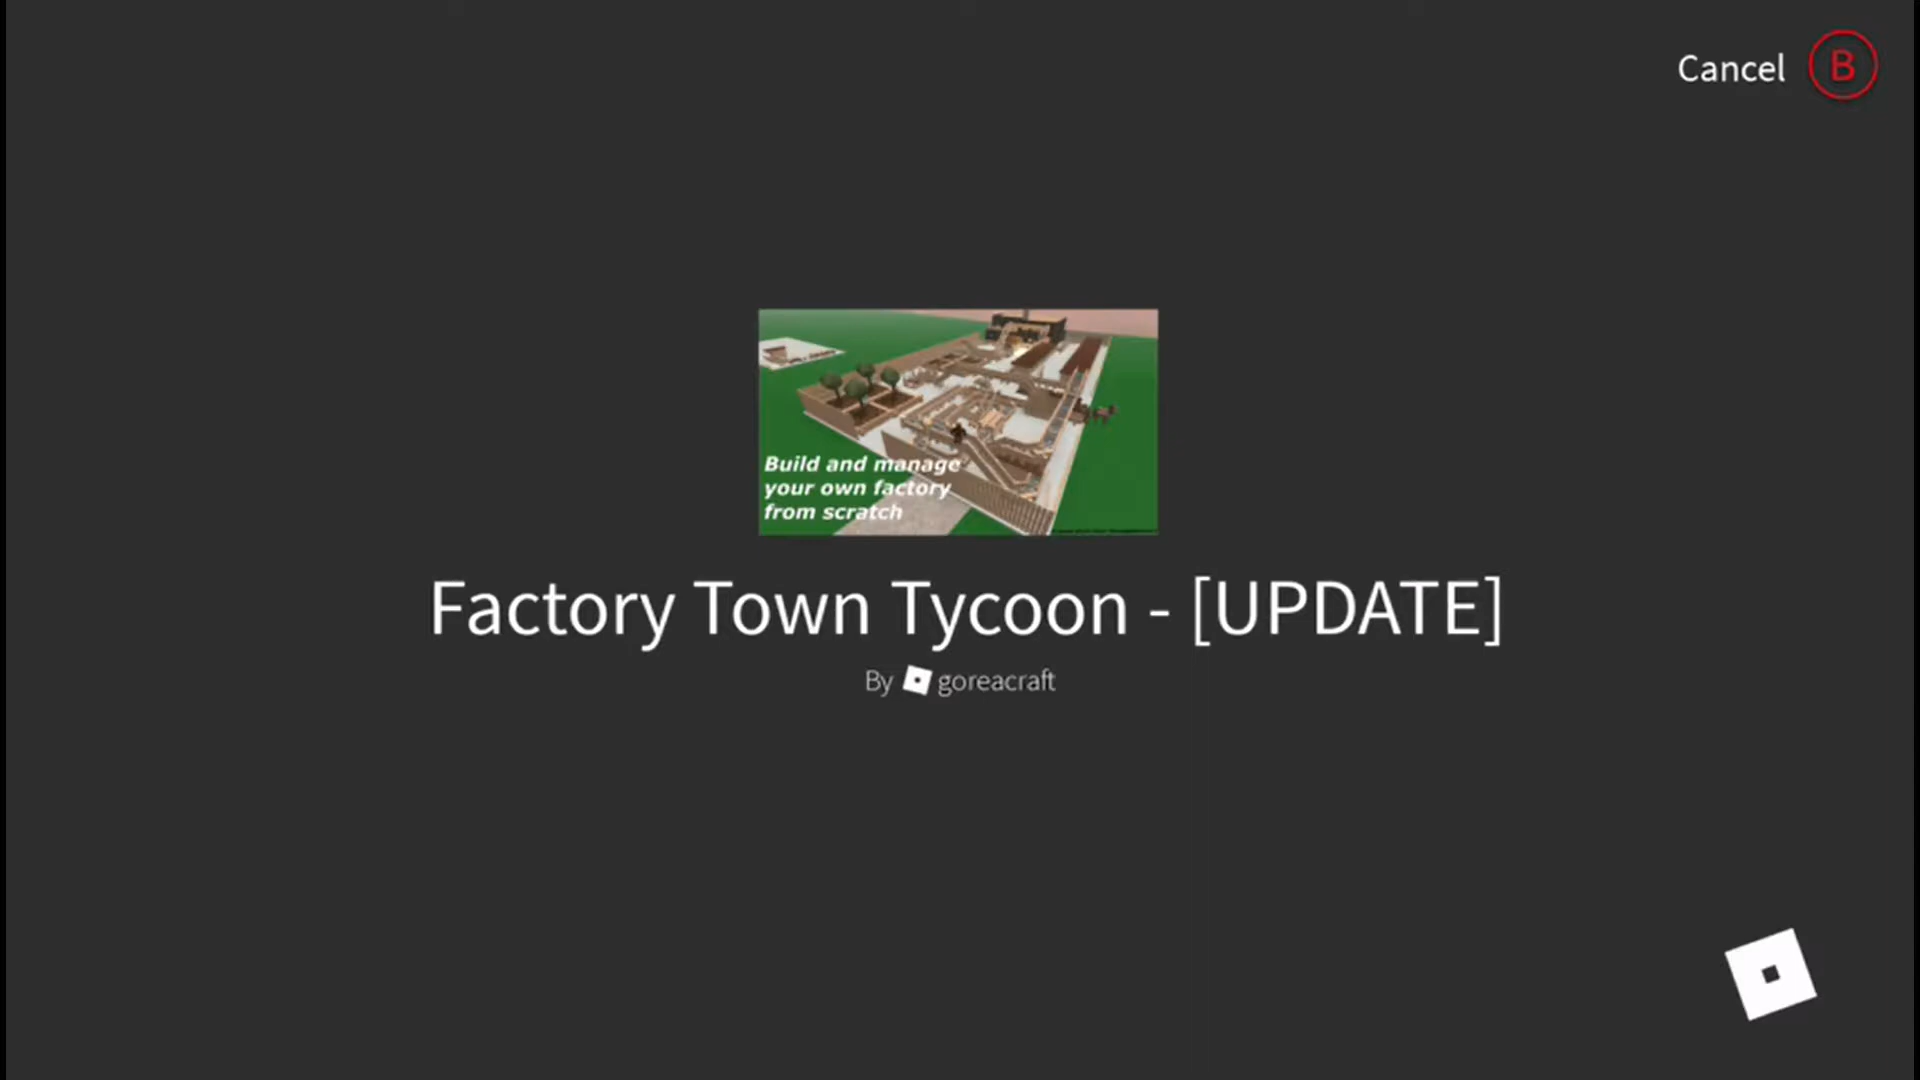 Cancel B
Build and manage
your own factory
from scratch
Factory Town Tycoon - [UPDATE]
By goreacraft